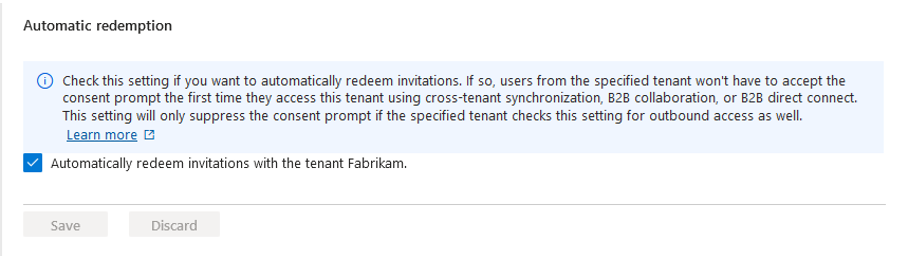 Automatic redemption
Check this setting if you want to automatically redeem invitations. If so, users from the specified tenant won't have to accept the
consent prompt the first time they access this tenant using cross-tenant synchronization, B2B collaboration, or B2B direct connect.
This setting will only suppress the consent prompt if the specified tenant checks this setting for outbound access as well.
Learn more
Automatically redeem invitations with the tenant Fabrikam.
Save Discard